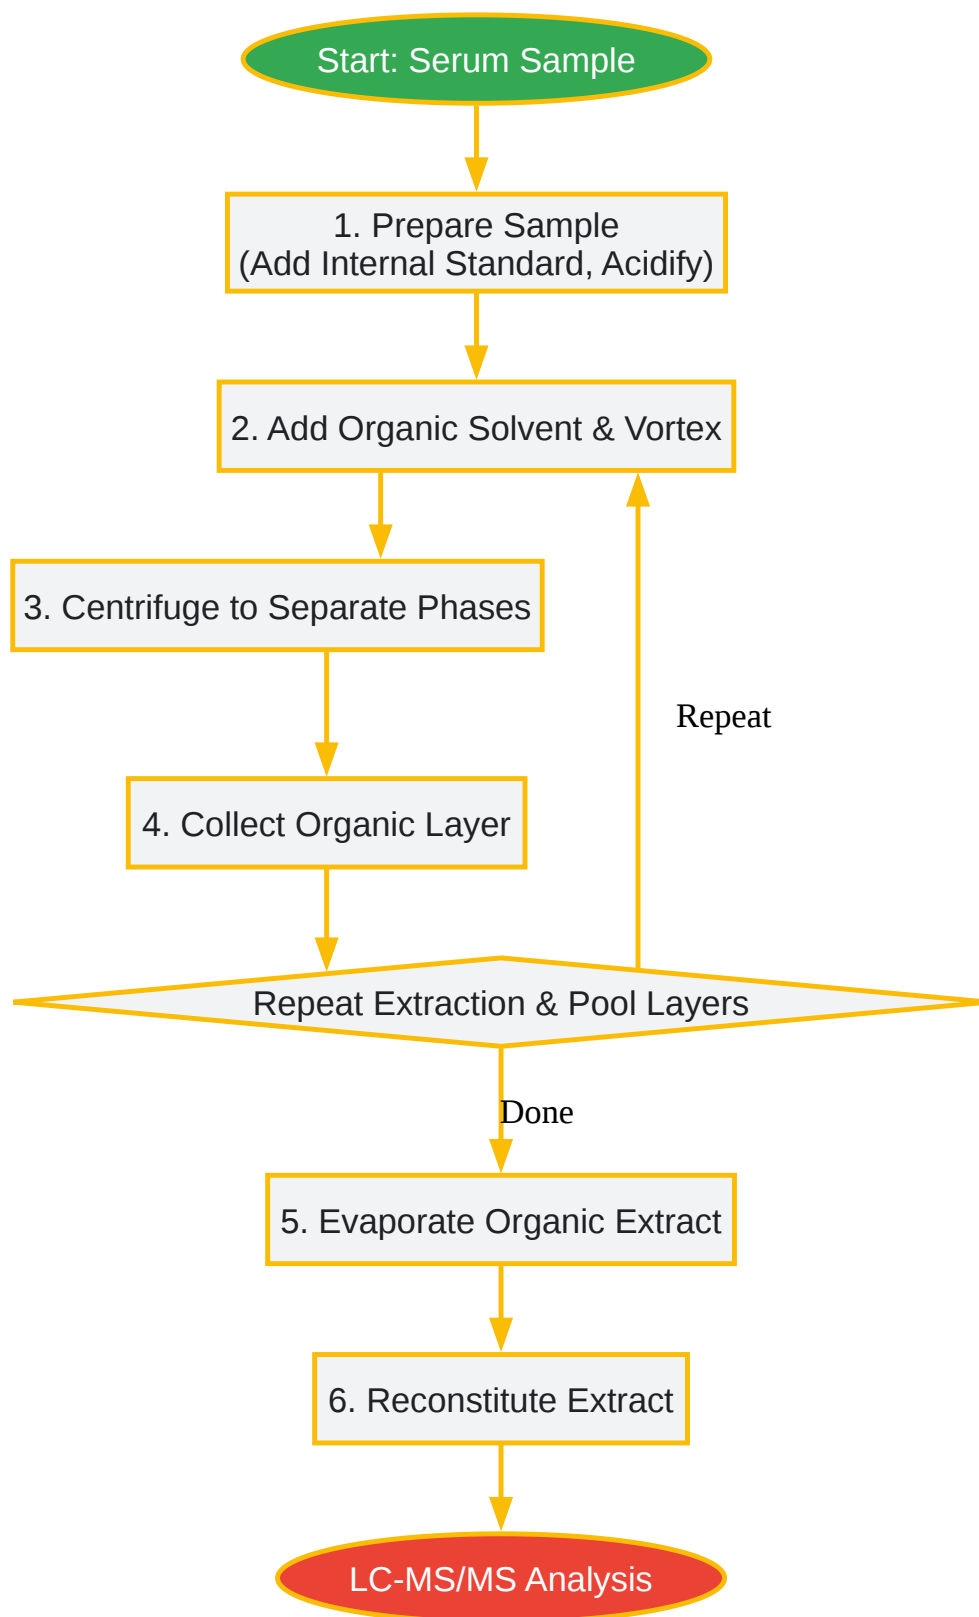 Start: Serum Sample
1. Prepare Sample
(Add Internal Standard, Acidify)
2. Add Organic Solvent & Vortex
3. Centrifuge to Separate Phases
Repeat
4. Collect Organic Layer
Repeat Extraction & Pool Layers
Done
5. Evaporate Organic Extract
6. Reconstitute Extract
LC-MS/MS Analysis